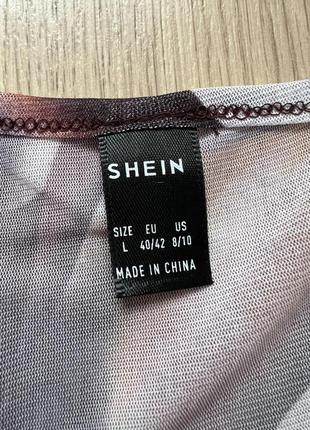 SHEIN
SIZE EU US
L 40/42 8/10
MADE IN CHINA